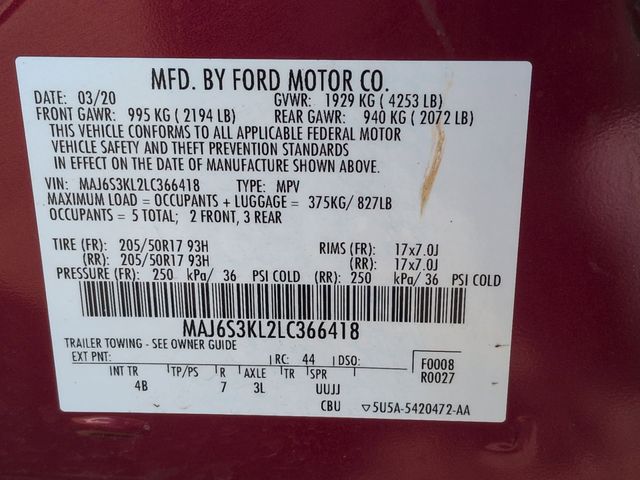 MFD. BY FORD MOTOR CO.
DATE: 03/20 GVWR: 1929 KG ( 4253 LB)
FRONT GAWR: 995 KG ( 2194 LB) REAR GAWR: 940 KG ( 2072 LB)
THIS VEHICLE CONFORMS TO ALL APPLICABLE FEDERAL MOTOR
VEHICLE SAFETY AND THEFT PREVENTION STANDARDS
IN EFFECT ON THE DATE OF MANUFACTURE SHOWN ABOVE.
VIN: MAJ6S3KL2LC366418 TYPE: MPV
MAXIMUM LOAD = OCCUPANTS + LUGGAGE = 375KG/ 827LB
OCCUPANTS = 5 TOTAL; 2 FRONT, 3 REAR
TIRE (FR): 205/50R17 93H RIMS (FR): 17x7.0J
(RR): 205/50R17 93H (RR): 17x7.0J
PRESSURE (FR): 250 kPa/ 36 PSI COLD (RR): 250 kPa/ 36 PSI COLD
MAJ6S3KL2LC366418
TRAILER TOWING - SEE OWNER GUIDE
EXT PNT: RC: 44 DSO: F0008
R0027
INT TR TP/PS R AXLE TR SPR
4B 7 3L UUJJ
CBU ▽5U5A-5420472-AA